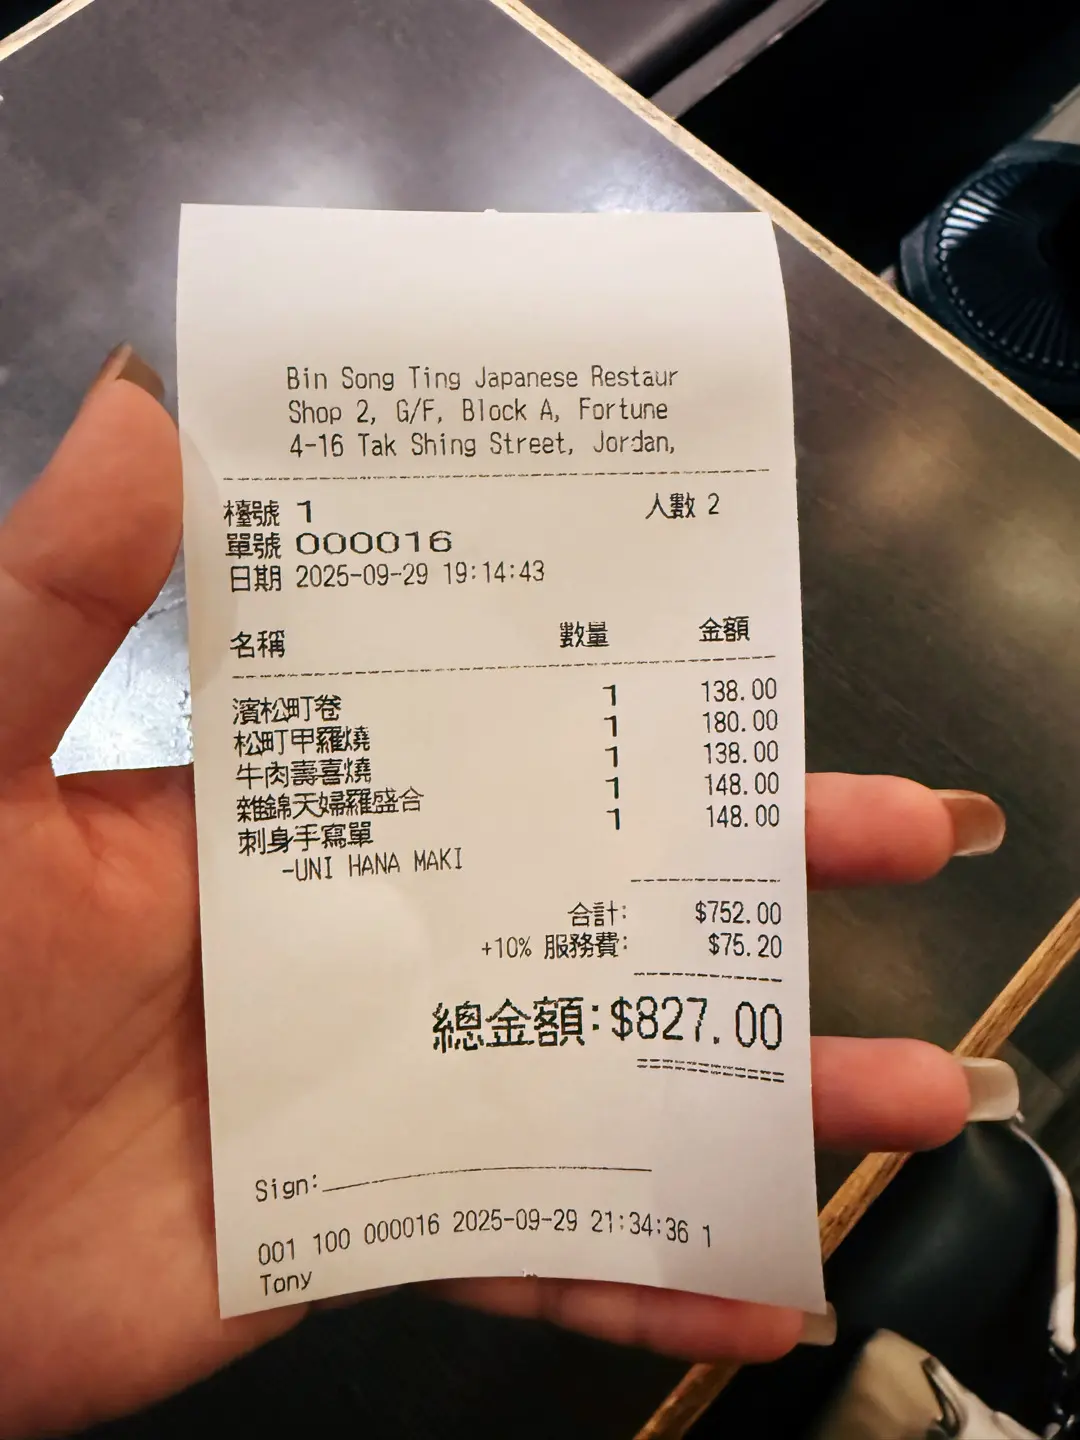 Bin Song Ting Japanese Restaur
Shop 2, G/F, Block A, Fortune
4-16 Tak Shing Street, Jordan,
檯號 1 人數 2
單號 000016
日期 2025-09-29 19:14:43
名稱 數量 金額
濱松町卷 1 138.00
松町甲羅燒 1 180.00
牛肉壽喜燒 1 138.00
雜錦天婦羅盛合 1 148.00
刺身手寫單 1 148.00
-UNI HANA MAKI
合計: $752.00
+10% 服務費: $75.20
總金額:$827.00
Sign:
001 100 000016 2025-09-29 21:34:36 1
Tony